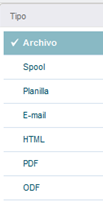 Tipo
✓ Archivo
Spool
Planilla
E-mail
HTML
PDF
ODF